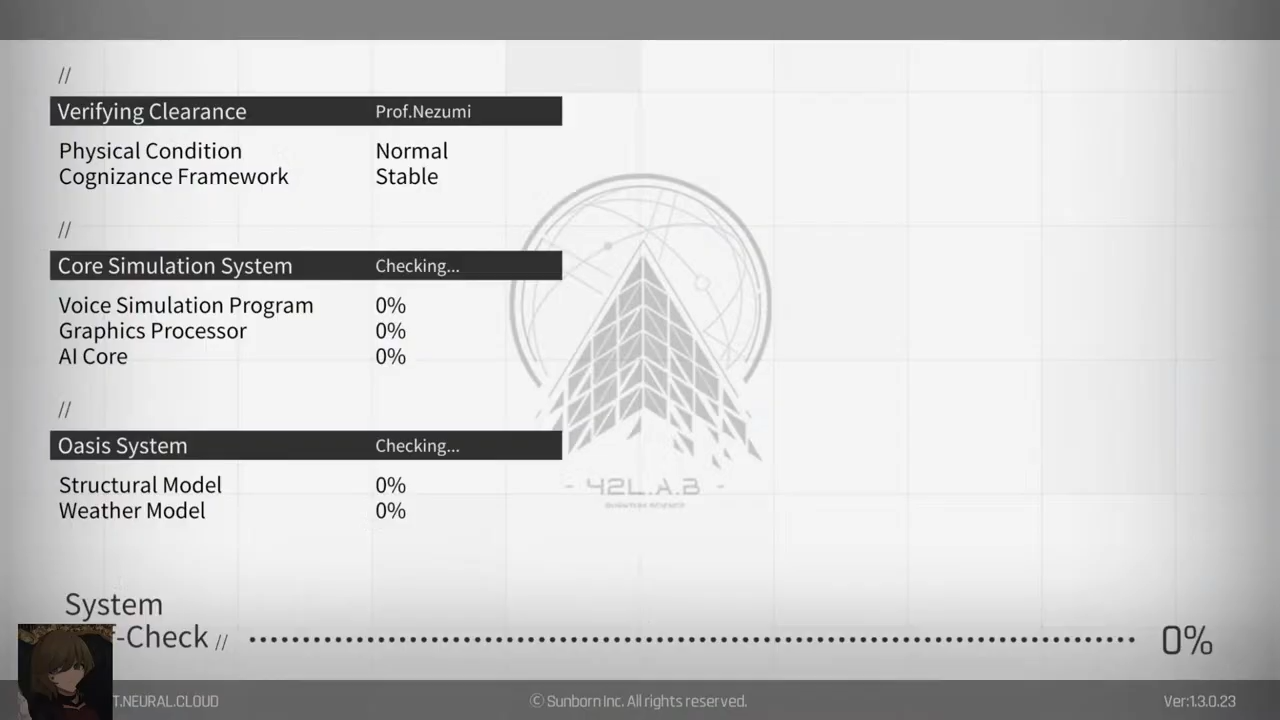 //
Verifying Clearance Prof.Nezumi
Physical Condition Normal
Cognizance Framework Stable
//
Core Simulation System Checking...
Voice Simulation Program 0%
Graphics Processor 0%
AI Core 0%
//
Oasis System Checking...
Structural Model 0%
Weather Model 0%
- 42L.A.B -
System
-Check // 0%
T.NEURAL.CLOUD © Sunborn Inc. All rights reserved. Ver:1.3.0.23